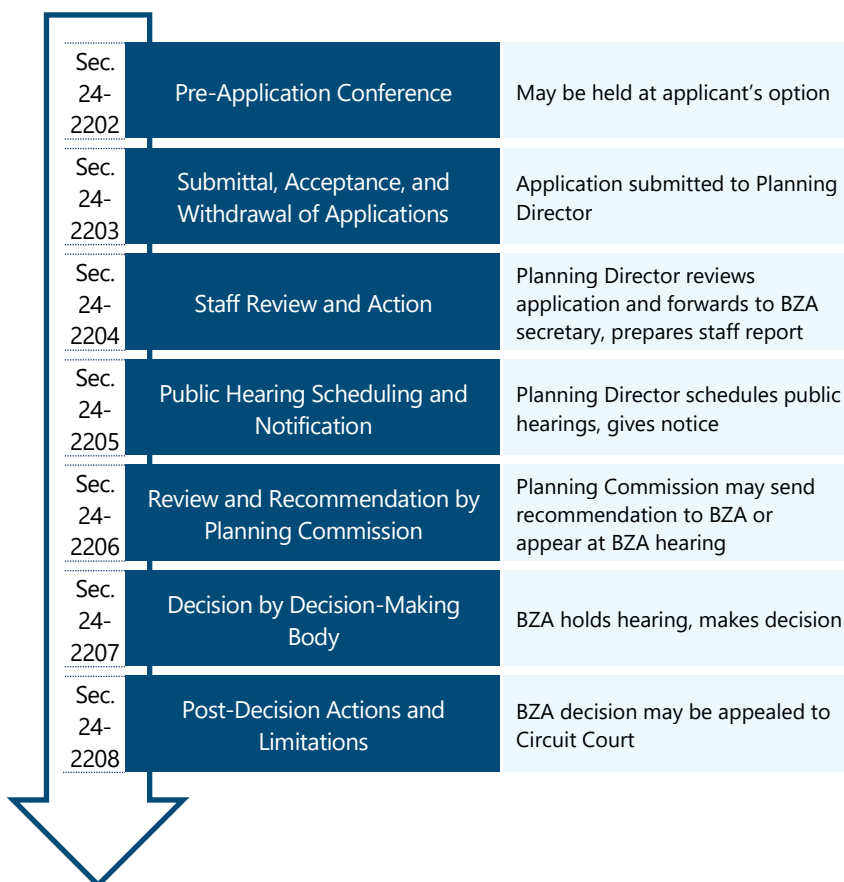 Sec.
24-
2202
Pre-Application Conference
May be held at applicant’s option
Sec.
24-
2203
Submittal, Acceptance, and
Withdrawal of Applications
Application submitted to Planning
Director
Sec.
24-
2204
Staff Review and Action
Planning Director reviews
application and forwards to BZA
secretary, prepares staff report
Sec.
24-
2205
Public Hearing Scheduling and
Notification
Planning Director schedules public
hearings, gives notice
Sec.
24-
2206
Review and Recommendation by
Planning Commission
Planning Commission may send
recommendation to BZA or
appear at BZA hearing
Sec.
24-
2207
Decision by Decision-Making
Body
BZA holds hearing, makes decision
Sec.
24-
2208
Post-Decision Actions and
Limitations
BZA decision may be appealed to
Circuit Court